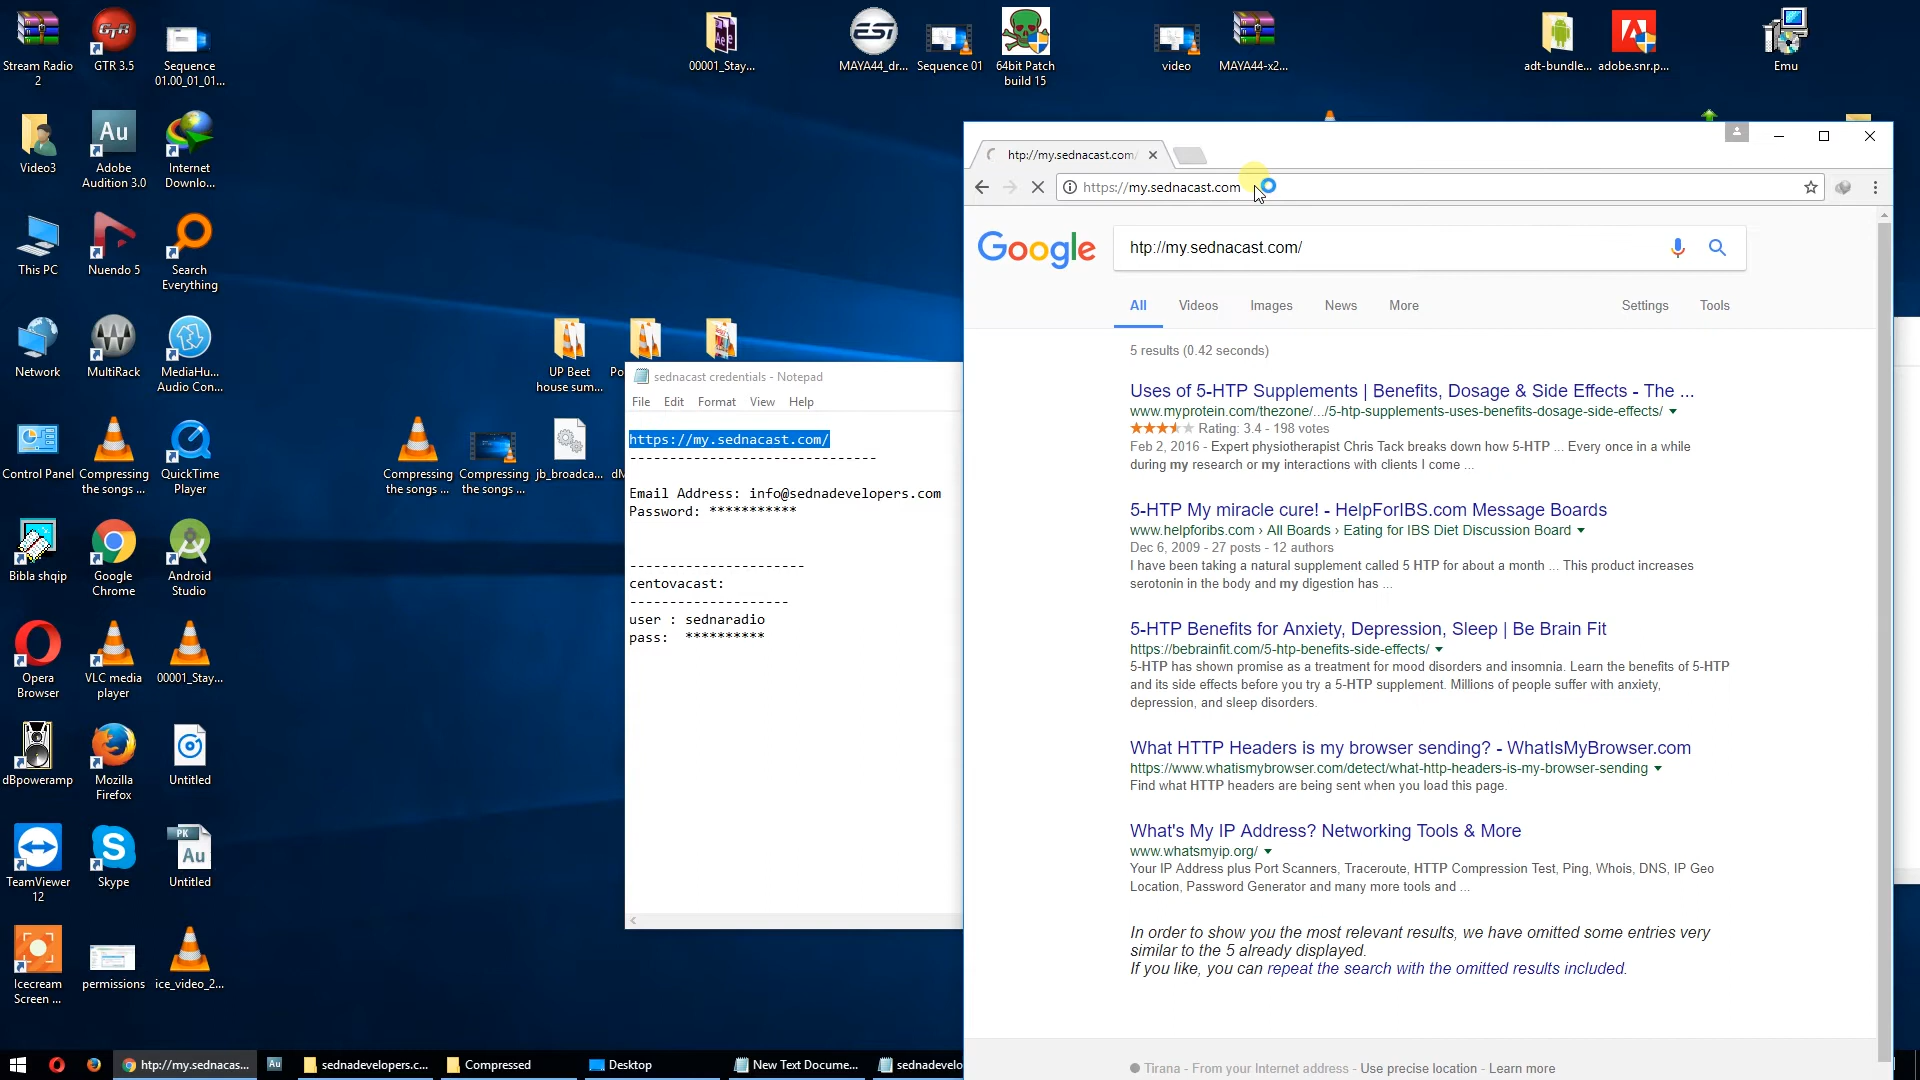 Stream Radio
2
GTR 3.5
Sequence
01.00_01_01...
00001_Stay...
ESI
MAYA44_dr...
Sequence 01
64bit Patch
build 15
video
MAYA44-x2...
adt-bundle...
adobe.snr.p...
Emu
Video3
Adobe
Audition 3.0
Internet
Downlo...
This PC
Nuendo 5
Search
Everything
Network
MultiRack
MediaHu...
Audio Con...
Control Panel
Compressing
the songs ...
QuickTime
Player
Bibla shqip
Google
Chrome
Android
Studio
Opera
Browser
VLC media
player
00001_Stay...
dBpoweramp
Mozilla
Firefox
Untitled
TeamViewer
12
Skype
Untitled
Icecream
Screen ...
permissions
ice_video_2...
UP Beet
house sum...
Compressing
the songs ...
Compressing
the songs ...
jb_broadca...
sednacast credentials - Notepad
File Edit Format View Help
https://my.sednacast.com/
-------------------------------
Email Address: info@sednadevelopers.com
Password: ***********
----------------------
centovacast:
--------------------
user : sednaradio
pass:  **********
htp://my.sednacast.com/
https://my.sednacast.com
Google
htp://my.sednacast.com/
All Videos Images News More Settings Tools
5 results (0.42 seconds)
Uses of 5-HTP Supplements | Benefits, Dosage & Side Effects - The ...
www.myprotein.com/thezone/.../5-htp-supplements-uses-benefits-dosage-side-effects/
Rating: 3.4 - 198 votes
Feb 2, 2016 - Expert physiotherapist Chris Tack breaks down how 5-HTP ... Every once in a while
during my research or my interactions with clients I come ...
5-HTP My miracle cure! - HelpForIBS.com Message Boards
www.helpforibs.com › All Boards › Eating for IBS Diet Discussion Board
Dec 6, 2009 - 27 posts - 12 authors
I have been taking a natural supplement called 5 HTP for about a month ... This product increases
serotonin in the body and my digestion has ...
5-HTP Benefits for Anxiety, Depression, Sleep | Be Brain Fit
https://bebrainfit.com/5-htp-benefits-side-effects/
5-HTP has shown promise as a treatment for mood disorders and insomnia. Learn the benefits of 5-HTP
and its side effects before you try a 5-HTP supplement. Millions of people suffer with anxiety,
depression, and sleep disorders.
What HTTP Headers is my browser sending? - WhatIsMyBrowser.com
https://www.whatismybrowser.com/detect/what-http-headers-is-my-browser-sending
Find what HTTP headers are being sent when you load this page.
What's My IP Address? Networking Tools & More
www.whatsmyip.org/
Your IP Address plus Port Scanners, Traceroute, HTTP Compression Test, Ping, Whois, DNS, IP Geo
Location, Password Generator and many more tools and ...
In order to show you the most relevant results, we have omitted some entries very
similar to the 5 already displayed.
If you like, you can repeat the search with the omitted results included.
Tirana - From your Internet address - Use precise location - Learn more
htp://my.sednacas...
Au
sednadevelopers.c...
Compressed
Desktop
New Text Docume...
sednadevelo